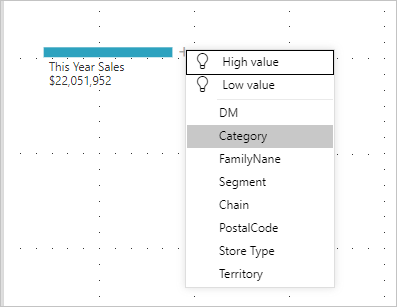 This Year Sales
$22,051,952
High value
Low value
DM
Category
FamilyNane
Segment
Chain
PostalCode
Store Type
Territory